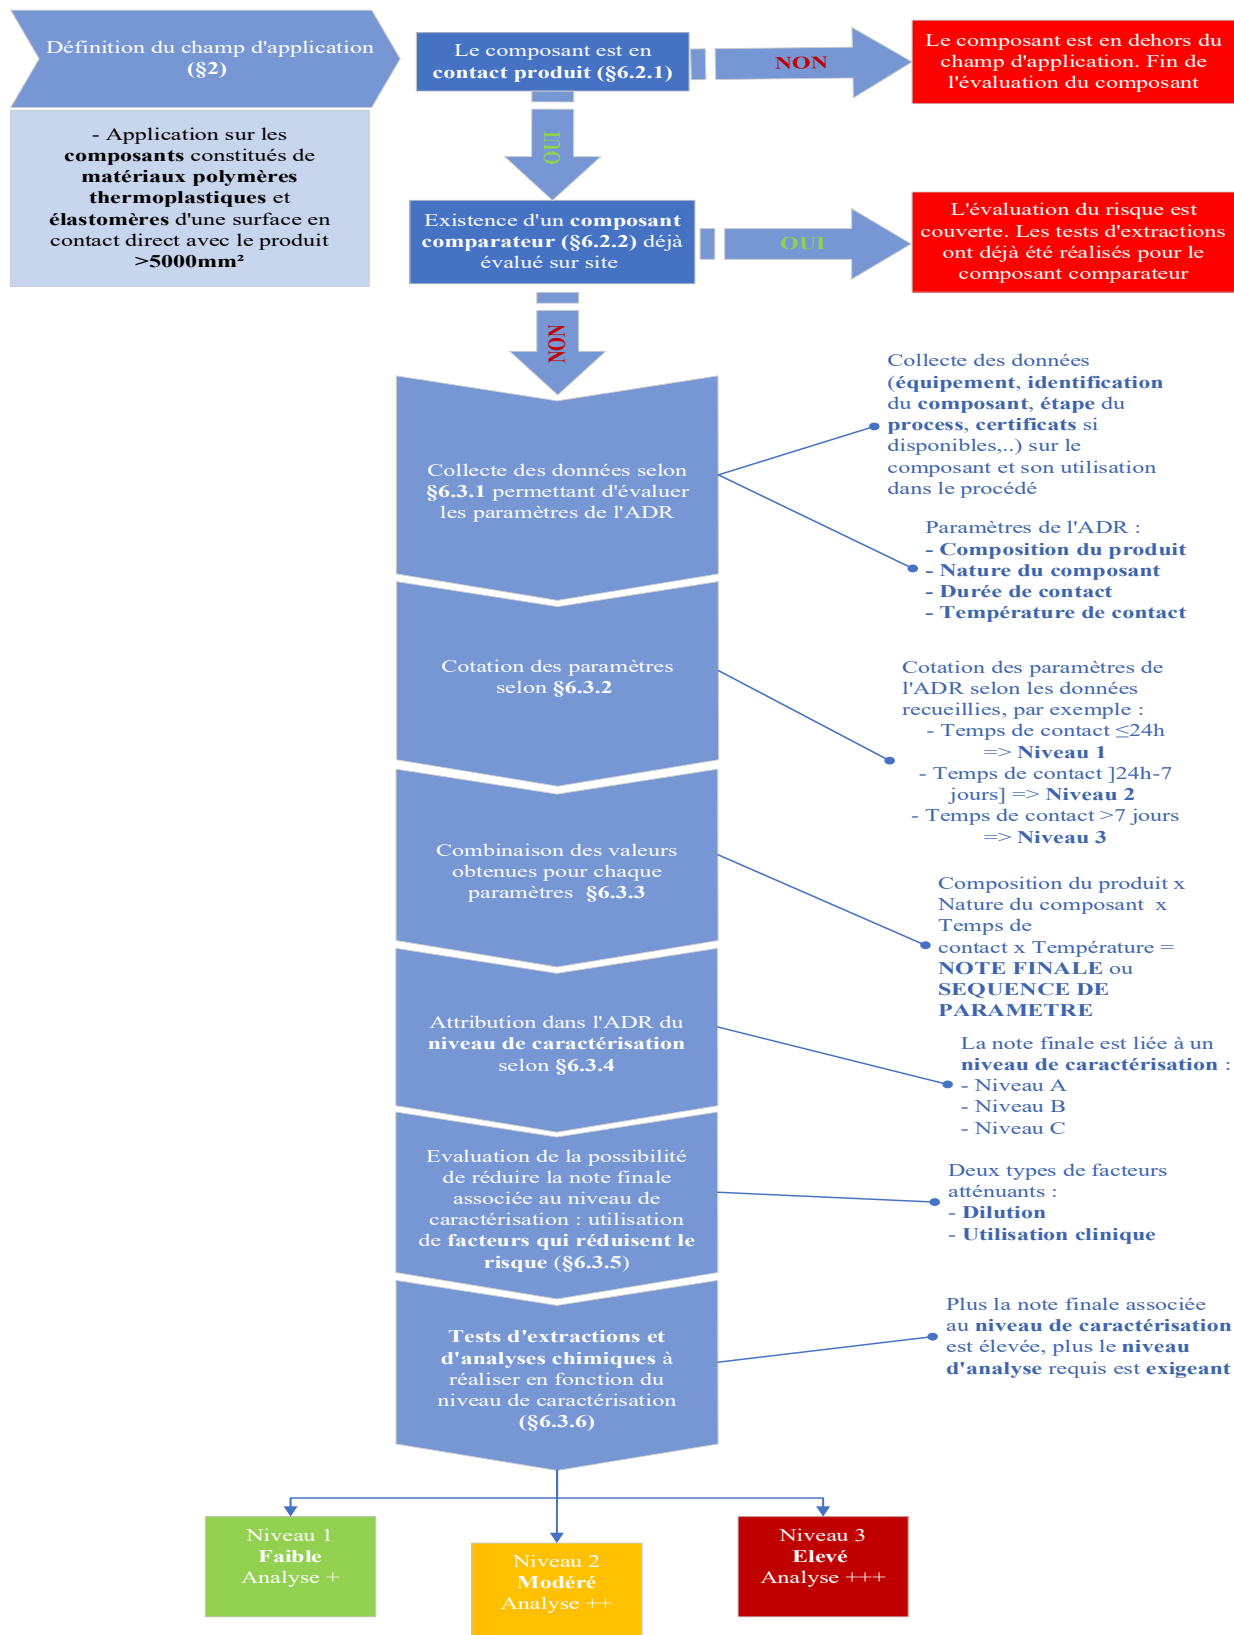 Définition du champ d'application
(§2)
- Application sur les
composants constitués de
matériaux polymères
thermoplastiques et
élastomères d'une surface en
contact direct avec le produit
>5000mm²
Le composant est en
contact produit (§6.2.1)
NON
Le composant est en dehors du
champ d'application. Fin de
l'évaluation du composant
OUI
Existence d'un composant
comparateur (§6.2.2) déjà
évalué sur site
OUI
L'évaluation du risque est
couverte. Les tests d'extractions
ont déjà été réalisés pour le
composant comparateur
NON
Collecte des données selon
§6.3.1 permettant d'évaluer
les paramètres de l'ADR
Collecte des données
(équipement, identification
du composant, étape du
process, certificats si
disponibles,..) sur le
composant et son utilisation
dans le procédé
Paramètres de l'ADR :
- Composition du produit
- Nature du composant
- Durée de contact
- Température de contact
Cotation des paramètres
selon §6.3.2
Cotation des paramètres de
l'ADR selon les données
recueillies, par exemple :
- Temps de contact ≤24h
=> Niveau 1
- Temps de contact ]24h-7
jours] => Niveau 2
- Temps de contact >7 jours
=> Niveau 3
Combinaison des valeurs
obtenues pour chaque
paramètres §6.3.3
Composition du produit x
Nature du composant x
Temps de
contact x Température =
NOTE FINALE ou
SEQUENCE DE
PARAMETRE
Attribution dans l'ADR du
niveau de caractérisation
selon §6.3.4
La note finale est liée à un
niveau de caractérisation :
- Niveau A
- Niveau B
- Niveau C
Evaluation de la possibilité
de réduire la note finale
associée au niveau de
caractérisation : utilisation
de facteurs qui réduisent le
risque (§6.3.5)
Deux types de facteurs
atténuants :
- Dilution
- Utilisation clinique
Tests d'extractions et
d'analyses chimiques à
réaliser en fonction du
niveau de caractérisation
(§6.3.6)
Plus la note finale associée
au niveau de caractérisation
est élevée, plus le niveau
d'analyse requis est exigeant
Niveau 1
Faible
Analyse +
Niveau 2
Modéré
Analyse ++
Niveau 3
Elevé
Analyse +++